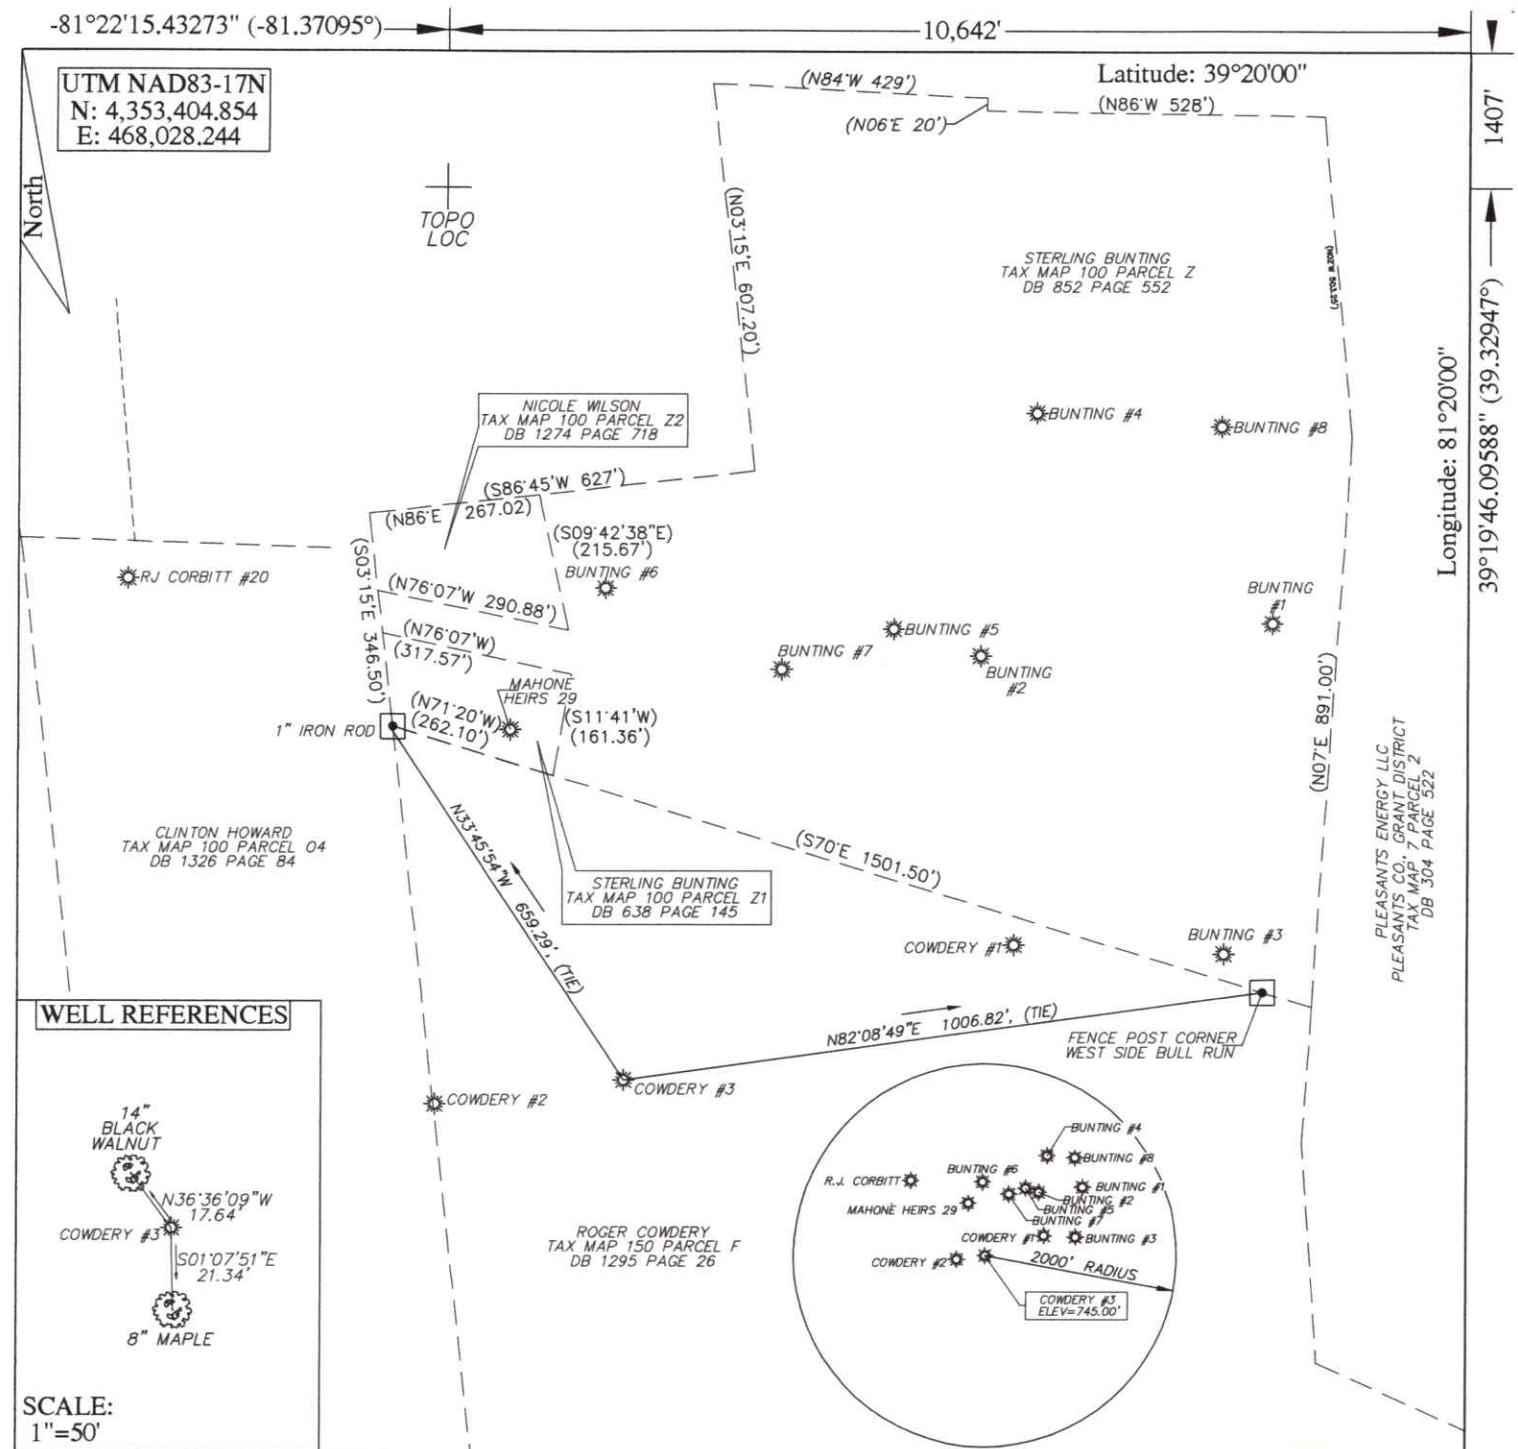 -81°22'15.43273" (-81.37095°)
10,642'
UTM NAD83-17N
N: 4,353,404.854
E: 468,028.244
North
TOPO
LOC
Latitude: 39°20'00"
1407'
(N84°W 429')
(N06°E 20')
(N86°W 528')
(N03°15'E 607.20')
STERLING BUNTING
TAX MAP 100 PARCEL Z
DB 852 PAGE 552
(N02°W 503.25')
Longitude: 81°20'00"
39°19'46.09588" (39.32947°)
NICOLE WILSON
TAX MAP 100 PARCEL Z2
DB 1274 PAGE 718
BUNTING #4
BUNTING #8
(S86°45'W 627')
(N86°E 267.02)
(S09°42'38"E)
(215.67')
BUNTING #6
RJ CORBITT #20
(S03°15'E 346.50')
(N76°07'W 290.88')
(N76°07'W)
(317.57')
BUNTING #5
BUNTING #7
BUNTING
#2
BUNTING
#1
MAHONE
HEIRS 29
(N71°20'W)
(262.10')
(S11°41'W)
(161.36')
1" IRON ROD
(N07°E 891.00')
PLEASANTS ENERGY LLC
PLEASANTS CO., GRANT DISTRICT
TAX MAP 7 PARCEL 2
DB 304 PAGE 522
CLINTON HOWARD
TAX MAP 100 PARCEL O4
DB 1326 PAGE 84
N33°45'54"W 659.29', (TIE)
(S70°E 1501.50')
STERLING BUNTING
TAX MAP 100 PARCEL Z1
DB 638 PAGE 145
COWDERY #1
BUNTING #3
N82°08'49"E 1006.82', (TIE)
FENCE POST CORNER
WEST SIDE BULL RUN
COWDERY #3
COWDERY #2
WELL REFERENCES
14"
BLACK
WALNUT
N36°36'09"W
17.64'
COWDERY #3
S01°07'51"E
21.34'
8" MAPLE
SCALE:
1"=50'
ROGER COWDERY
TAX MAP 150 PARCEL F
DB 1295 PAGE 26
BUNTING #4
BUNTING #8
BUNTING #6
R.J. CORBITT
BUNTING #1
BUNTING #2
BUNTING #5
BUNTING #7
MAHONE HEIRS 29
COWDERY #1
BUNTING #3
COWDERY #2
2000' RADIUS
COWDERY #3
ELEV=745.00'